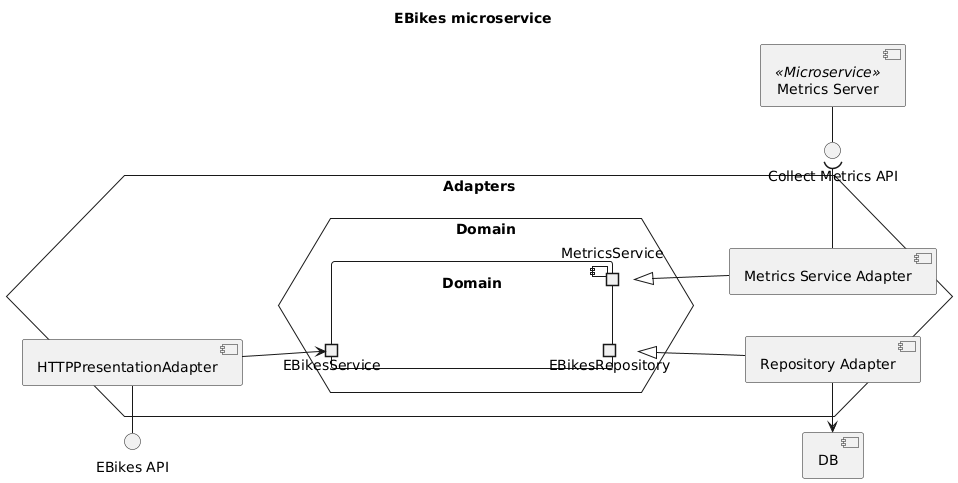 EBikes microservice
«Microservice»
Metrics Server
Collect Metrics API
Adapters
Domain
MetricsService
Domain
Metrics Service Adapter
HTTPPresentationAdapter
EBikesService
EBikesRepository
Repository Adapter
EBikes API
DB